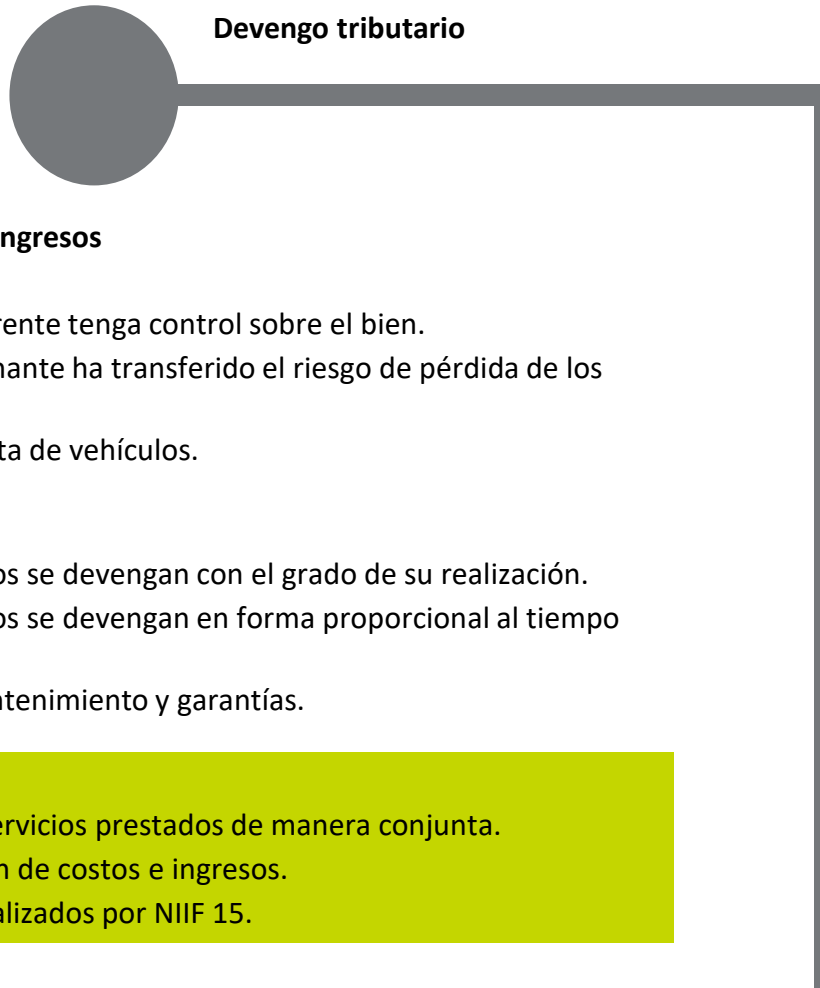 Devengo tributario
ngresos
rente tenga control sobre el bien.
nante ha transferido el riesgo de pérdida de los
ta de vehículos.
os se devengan con el grado de su realización.
os se devengan en forma proporcional al tiempo
ntenimiento y garantías.
ervicios prestados de manera conjunta.
n de costos e ingresos.
alizados por NIIF 15.